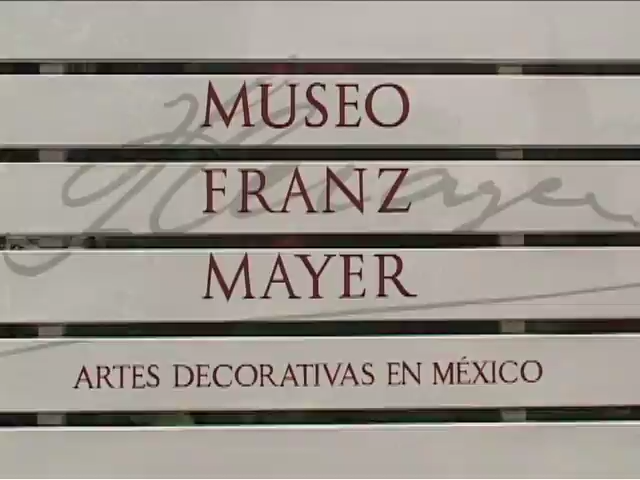 MUSEO
FRANZ
MAYER
ARTES DECORATIVAS EN MÉXICO